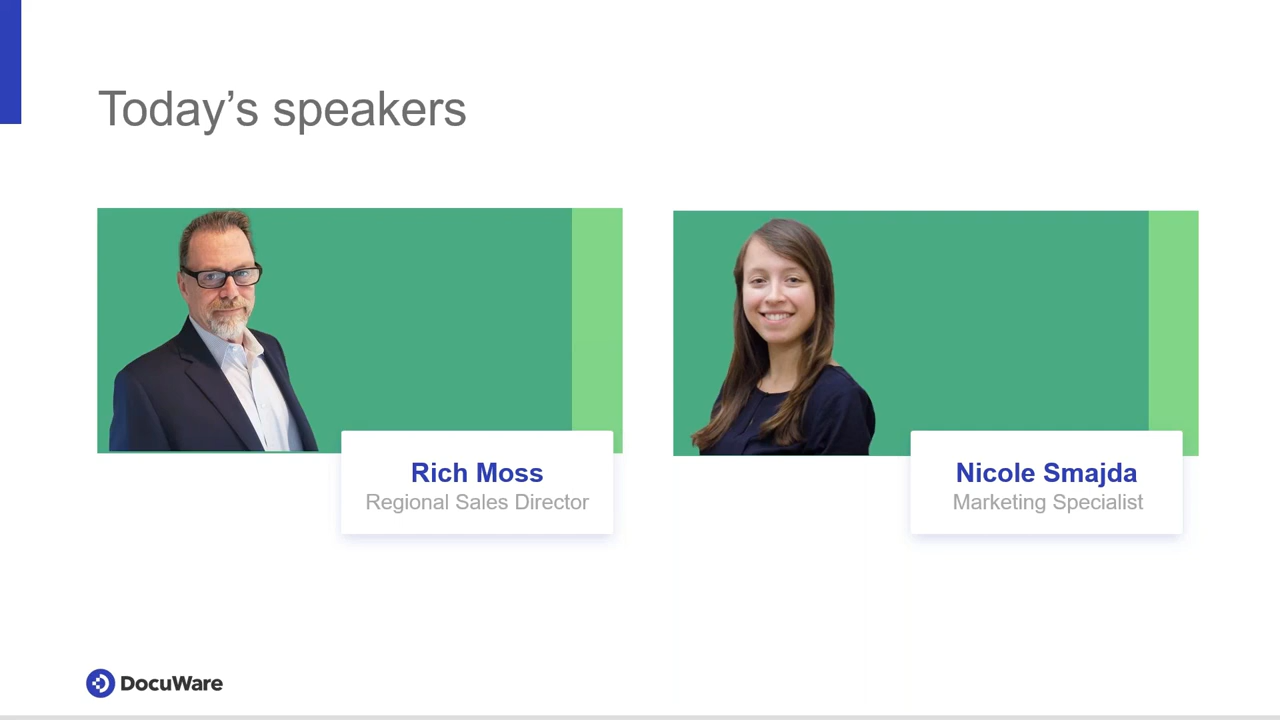 Today’s speakers
Rich Moss
Regional Sales Director
Nicole Smajda
Marketing Specialist
DocuWare